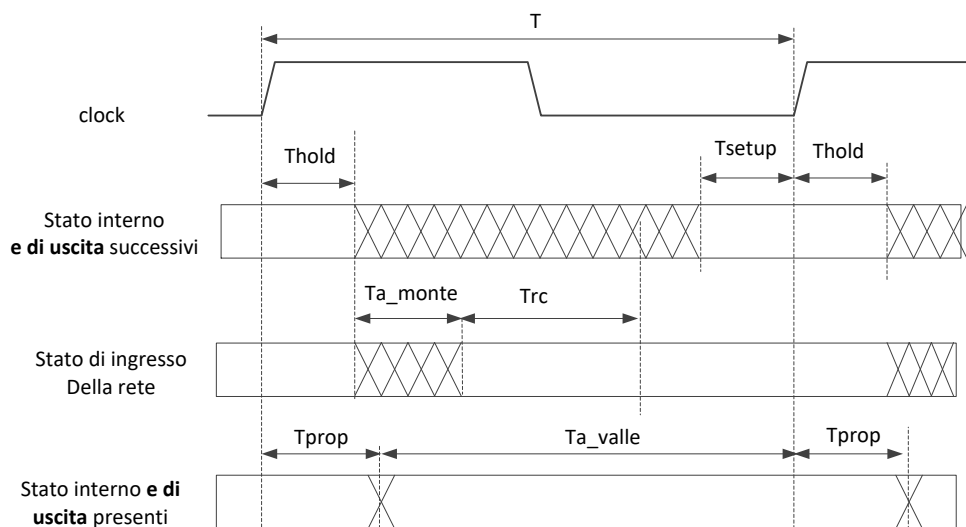 T
clock
Thold
Tsetup
Thold
Stato interno
e di uscita successivi
Ta_monte
Trc
Stato di ingresso
Della rete
Tprop
Ta_valle
Tprop
Stato interno e di
uscita presenti